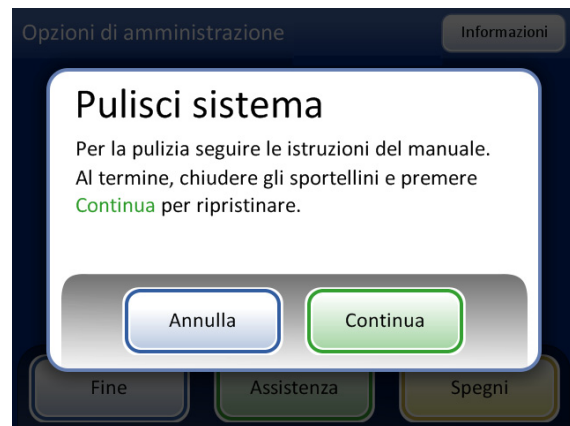 Opzioni di amministrazione
Informazioni
Pulisci sistema
Per la pulizia seguire le istruzioni del manuale.
Al termine, chiudere gli sportellini e premere
Continua per ripristinare.
Annulla
Continua
Fine
Assistenza
Spegni